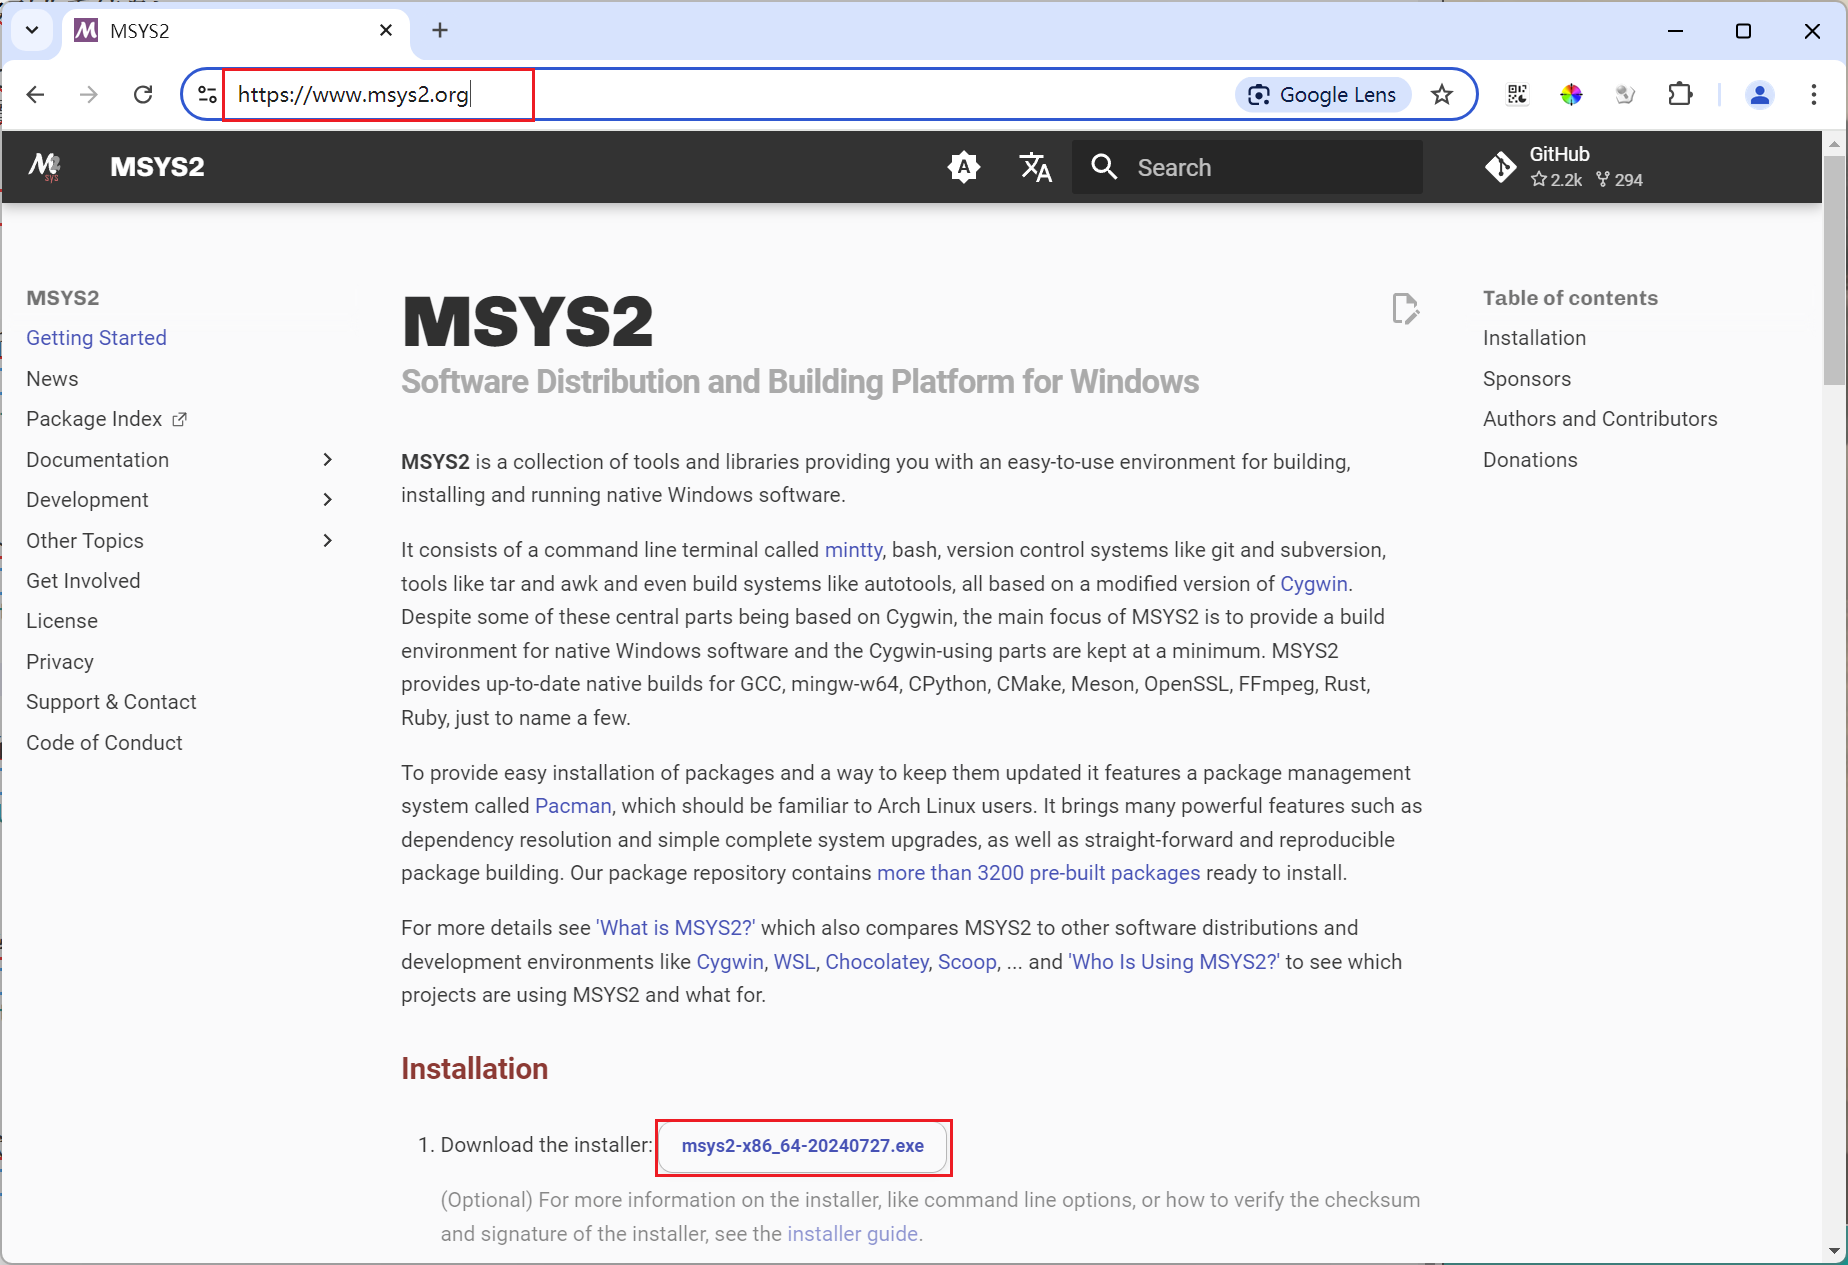 MSYS2
https://www.msys2.org
Google Lens
M2
sys
MSYS2
A
Search
GitHub
2.2k 294
MSYS2
Getting Started
News
Package Index
Documentation
Development
Other Topics
Get Involved
License
Privacy
Support & Contact
Code of Conduct
MSYS2
Software Distribution and Building Platform for Windows
MSYS2 is a collection of tools and libraries providing you with an easy-to-use environment for building,
installing and running native Windows software.
It consists of a command line terminal called mintty, bash, version control systems like git and subversion,
tools like tar and awk and even build systems like autotools, all based on a modified version of Cygwin.
Despite some of these central parts being based on Cygwin, the main focus of MSYS2 is to provide a build
environment for native Windows software and the Cygwin-using parts are kept at a minimum. MSYS2
provides up-to-date native builds for GCC, mingw-w64, CPython, CMake, Meson, OpenSSL, FFmpeg, Rust,
Ruby, just to name a few.
To provide easy installation of packages and a way to keep them updated it features a package management
system called Pacman, which should be familiar to Arch Linux users. It brings many powerful features such as
dependency resolution and simple complete system upgrades, as well as straight-forward and reproducible
package building. Our package repository contains more than 3200 pre-built packages ready to install.
For more details see 'What is MSYS2?' which also compares MSYS2 to other software distributions and
development environments like Cygwin, WSL, Chocolatey, Scoop, ... and 'Who Is Using MSYS2?' to see which
projects are using MSYS2 and what for.
Installation
1. Download the installer: msys2-x86_64-20240727.exe
(Optional) For more information on the installer, like command line options, or how to verify the checksum
and signature of the installer, see the installer guide.
Table of contents
Installation
Sponsors
Authors and Contributors
Donations